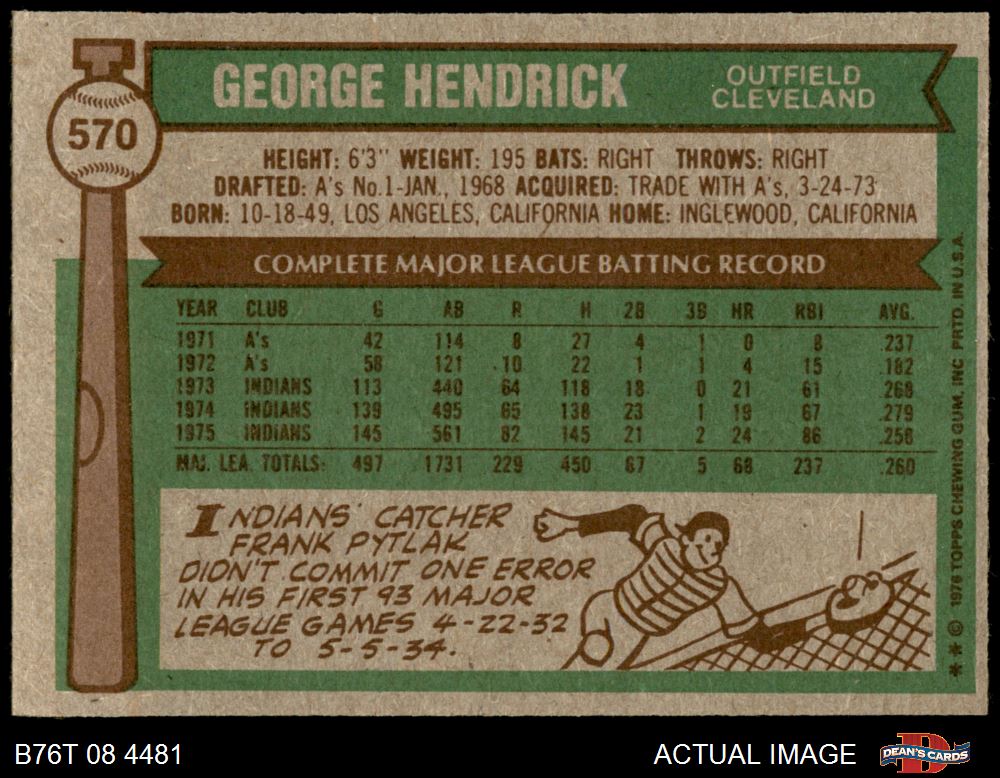 570
GEORGE HENDRICK
OUTFIELD
CLEVELAND
HEIGHT: 6'3" WEIGHT: 195 BATS: RIGHT THROWS: RIGHT
DRAFTED: A's No.1-JAN., 1968 ACQUIRED: TRADE WITH A's, 3-24-73
BORN: 10-18-49, LOS ANGELES, CALIFORNIA HOME: INGLEWOOD, CALIFORNIA
COMPLETE MAJOR LEAGUE BATTING RECORD
YEAR CLUB G AB R H 2B 3B HR RBI AVG.
1971 A's 42 114 8 27 4 1 0 8 .237
1972 A's 58 121 10 22 1 1 4 15 .182
1973 INDIANS 113 440 64 118 18 0 21 61 .268
1974 INDIANS 139 495 65 138 23 1 19 67 .279
1975 INDIANS 145 561 82 145 21 2 24 86 .258
MAJ. LEA. TOTALS: 497 1731 229 450 67 5 68 237 .260
INDIANS' CATCHER
FRANK PYTLAK
DIDN'T COMMIT ONE ERROR
IN HIS FIRST 93 MAJOR
LEAGUE GAMES 4-22-32
TO 5-5-34.
** © 1976 TOPPS CHEWING GUM, INC PRTD. IN U.S.A.
B76T 08 4481
ACTUAL IMAGE
DEAN'S CARDS